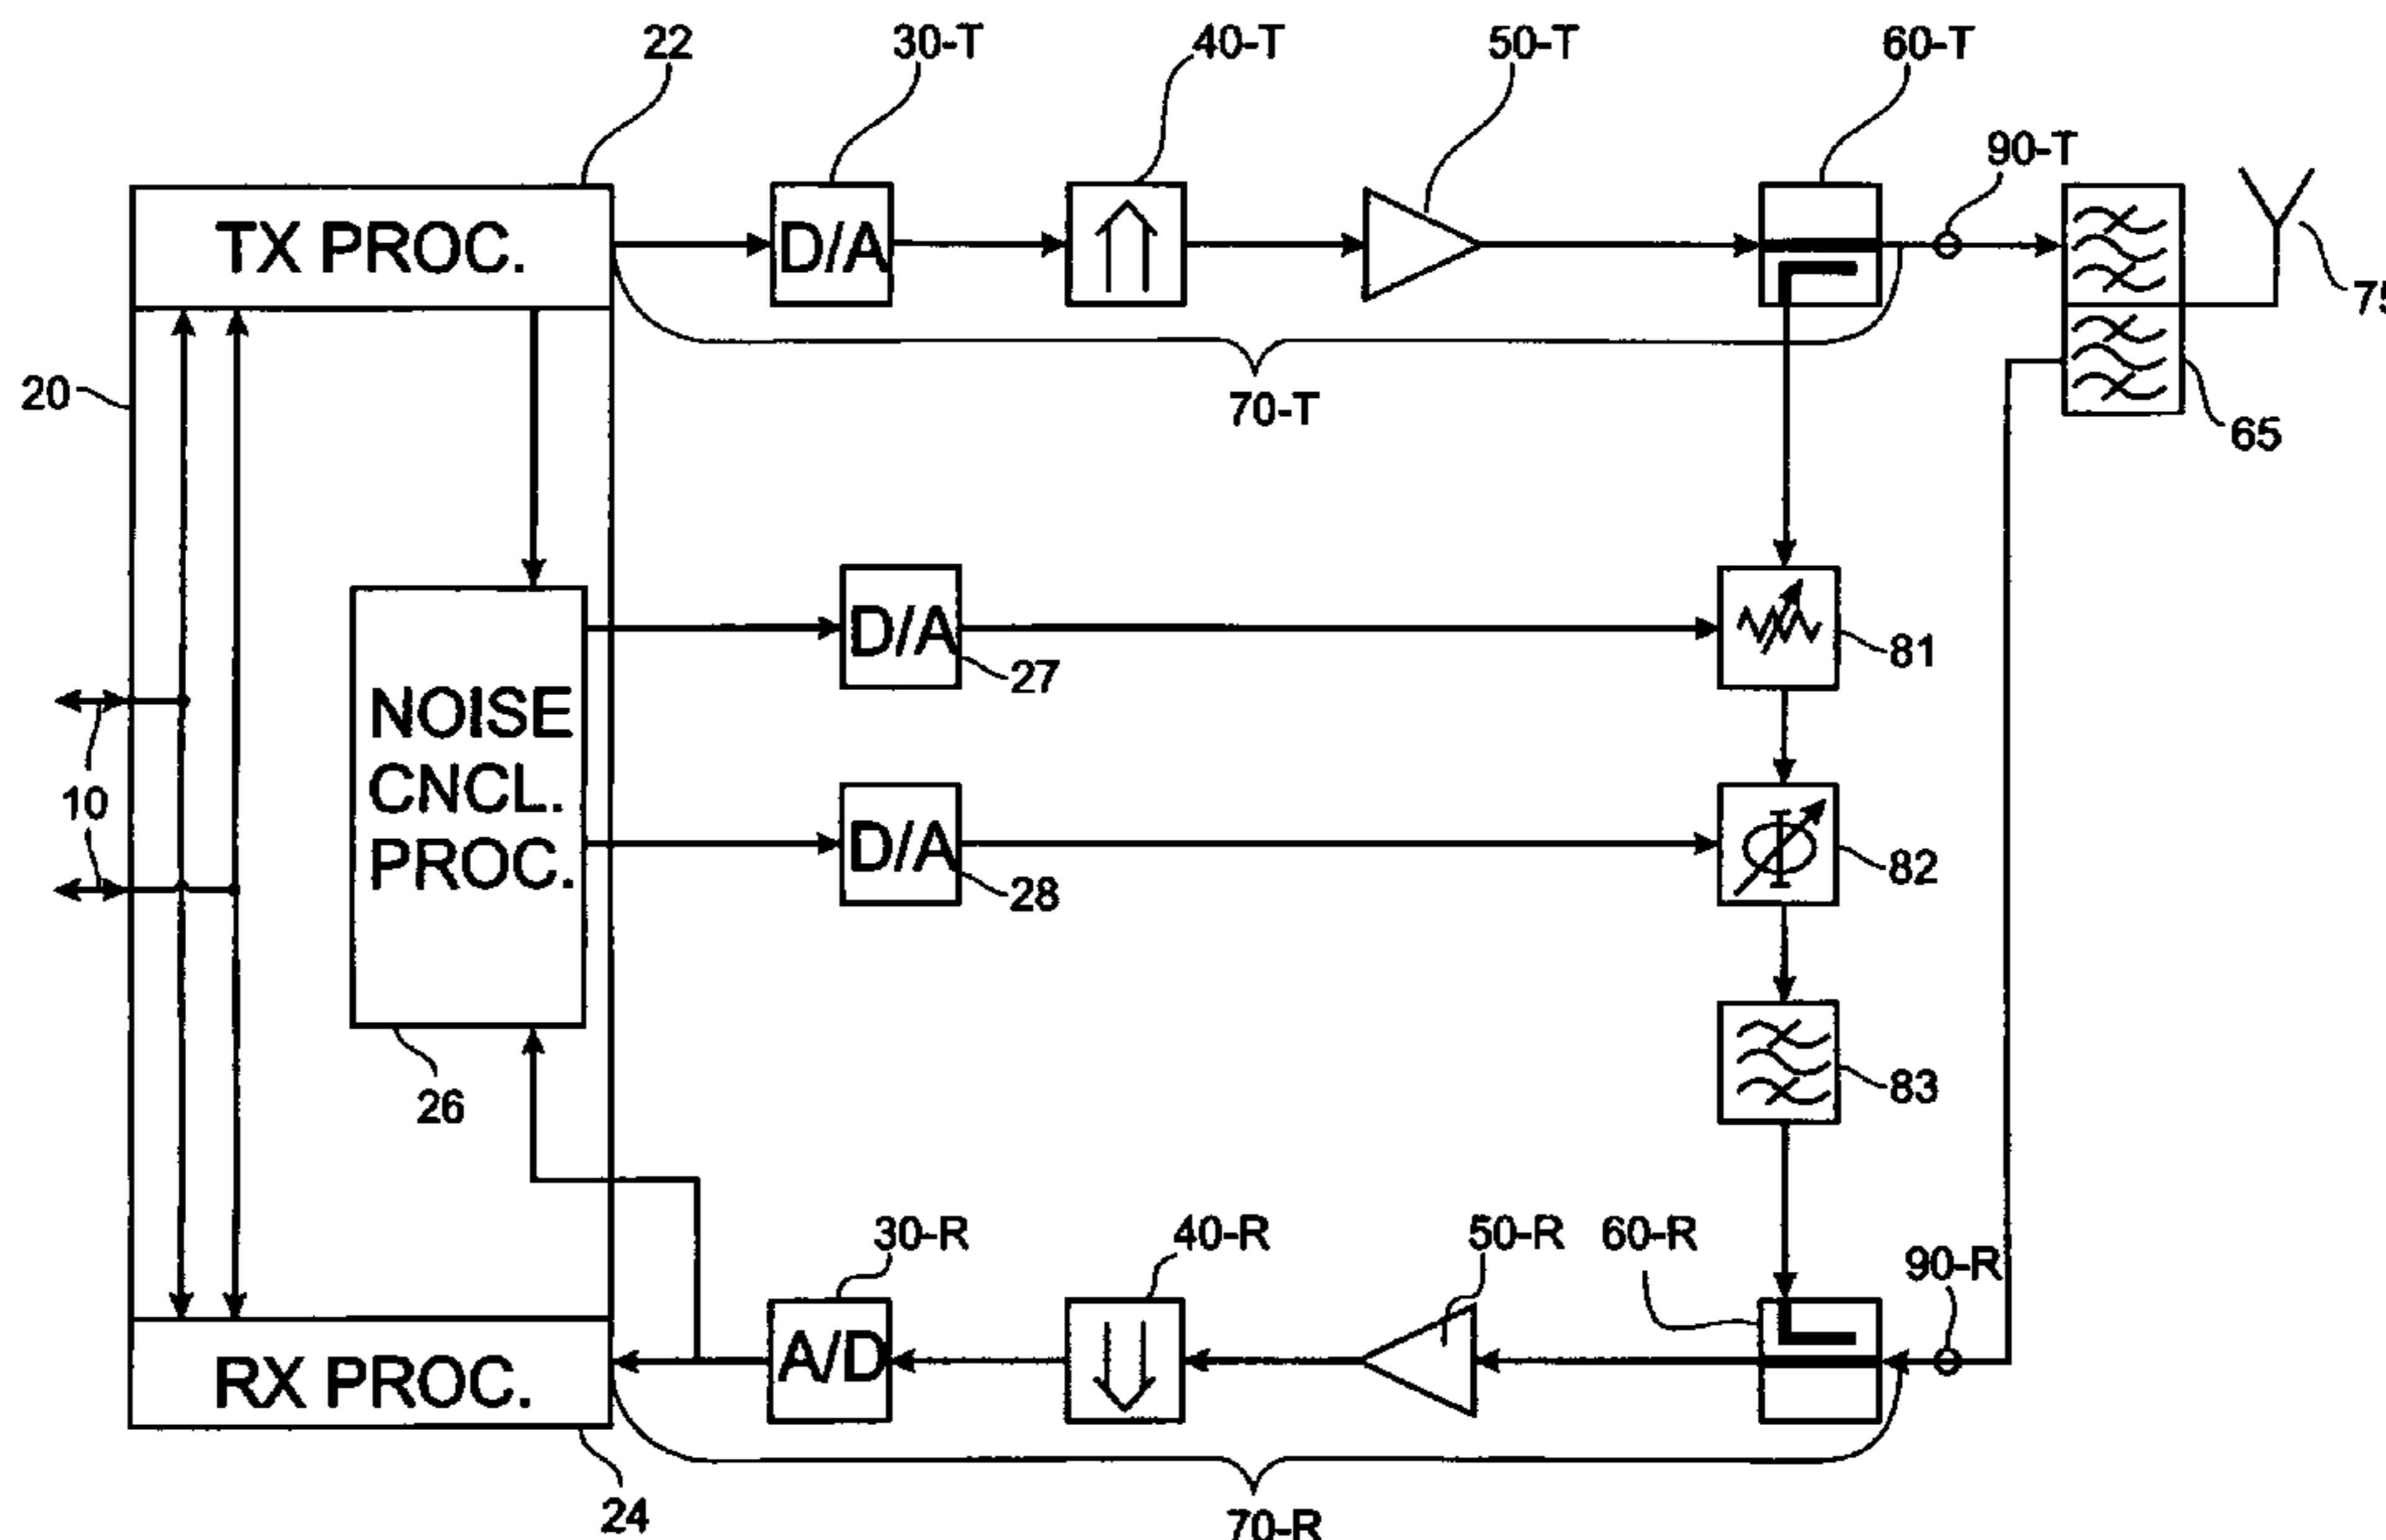 22
30-T
40-T
50-T
60-T
90-T
TX PROC.
D/A
75
20
70-T
65
D/A
27
81
NOISE
CNCL.
PROC.
10
D/A
28
82
26
83
30-R
40-R
50-R
60-R
90-R
RX PROC.
A/D
24
70-R